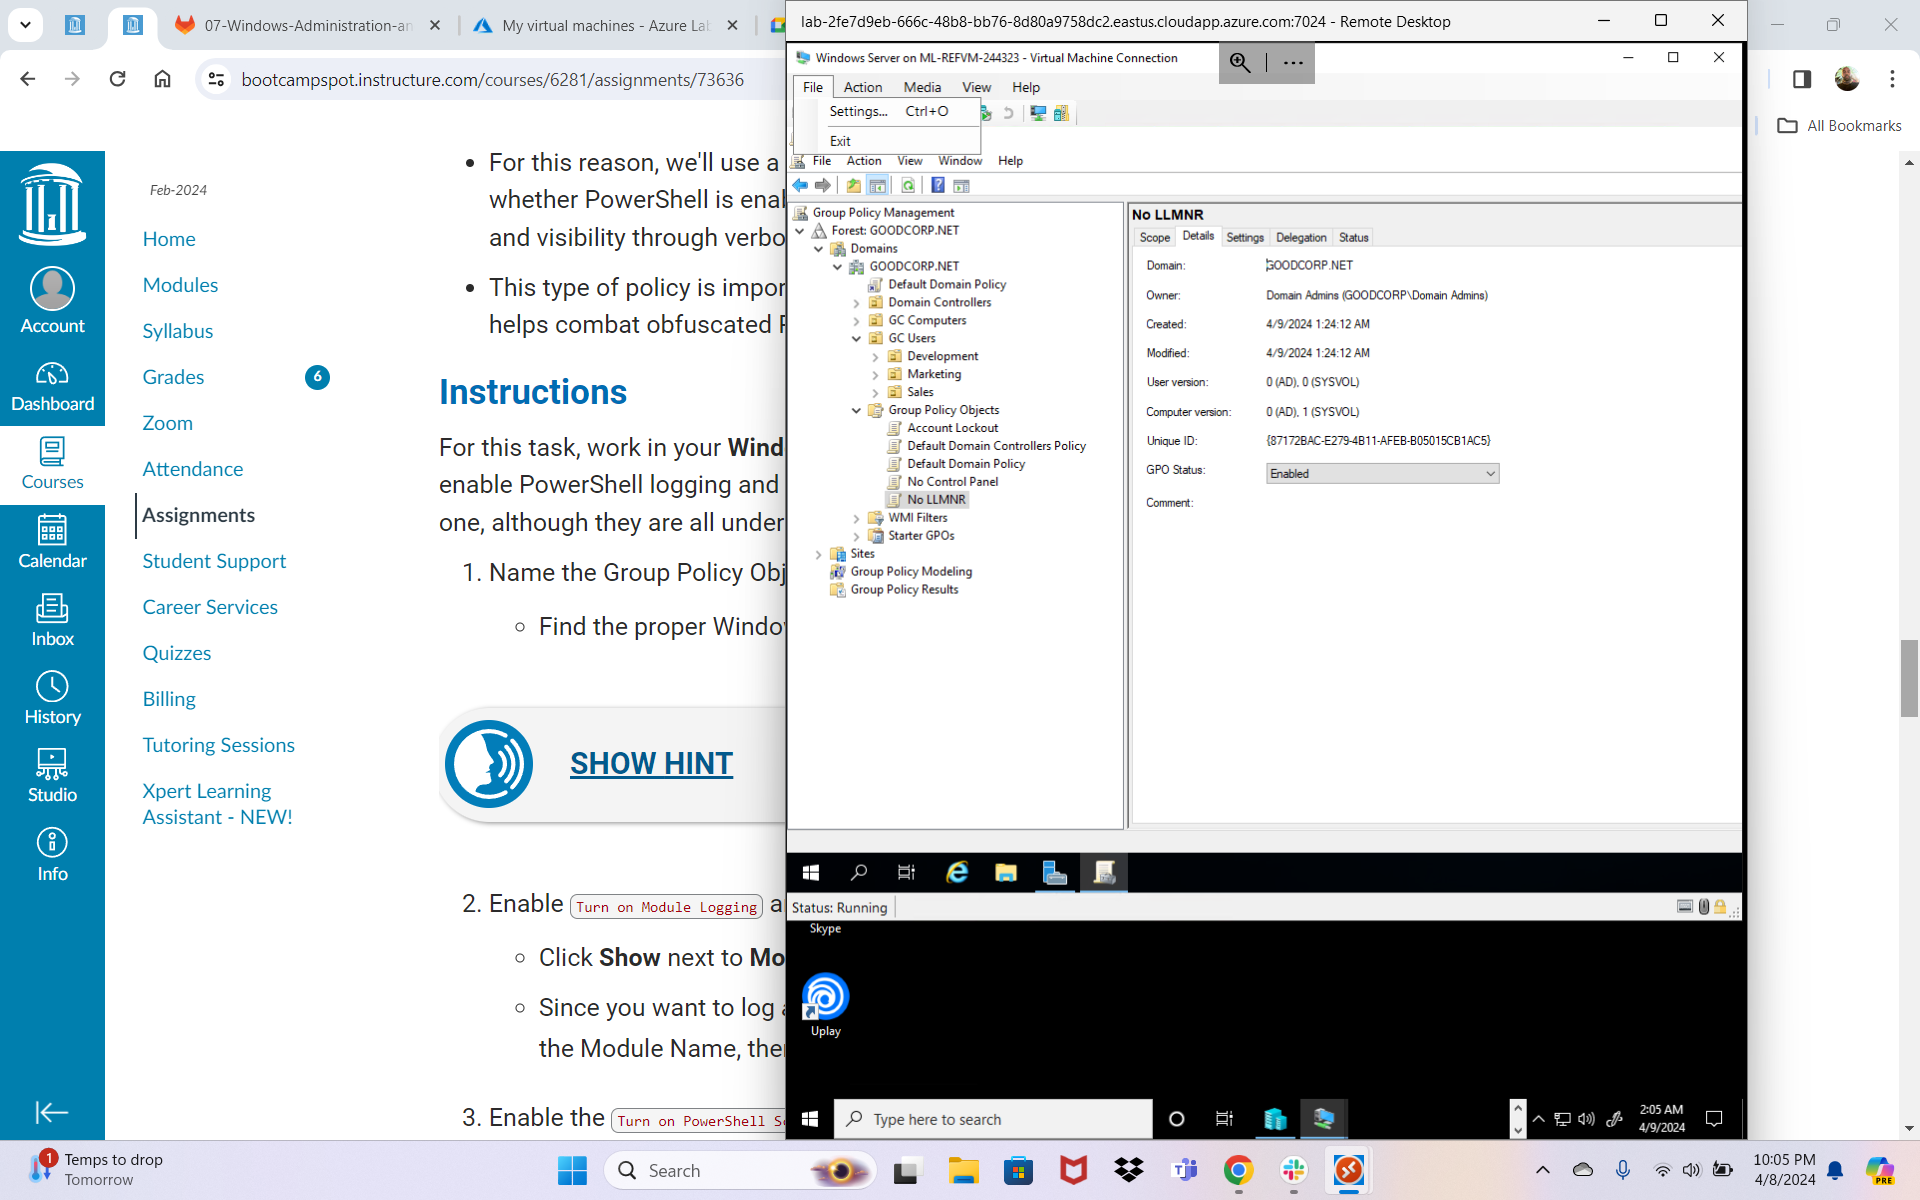 07-Windows-Administration-an
My virtual machines - Azure Lab
bootcampspot.instructure.com/courses/6281/assignments/73636
All Bookmarks
Account
Dashboard
Courses
Calendar
Inbox
History
Studio
Info
Feb-2024
Home
Modules
Syllabus
Grades
6
Zoom
Attendance
Assignments
Student Support
Career Services
Quizzes
Billing
Tutoring Sessions
Xpert Learning
Assistant - NEW!
For this reason, we'll use a
whether PowerShell is enal
and visibility through verbo
This type of policy is impor
helps combat obfuscated P
Instructions
For this task, work in your Wind
enable PowerShell logging and
one, although they are all under
1. Name the Group Policy Obj
Find the proper Windov
SHOW HINT
2. Enable Turn on Module Logging a
Click Show next to Mo
Since you want to log a
the Module Name, the
3. Enable the Turn on PowerShell Sc
lab-2fe7d9eb-666c-48b8-bb76-8d80a9758dc2.eastus.cloudapp.azure.com:7024 - Remote Desktop
Windows Server on ML-REFVM-244323 - Virtual Machine Connection
File Action Media View Help
Settings... Ctrl+O
Exit
File Action View Window Help
Group Policy Management
Forest: GOODCORP.NET
Domains
GOODCORP.NET
Default Domain Policy
Domain Controllers
GC Computers
GC Users
Development
Marketing
Sales
Group Policy Objects
Account Lockout
Default Domain Controllers Policy
Default Domain Policy
No Control Panel
No LLMNR
WMI Filters
Starter GPOs
Sites
Group Policy Modeling
Group Policy Results
No LLMNR
Scope Details Settings Delegation Status
Domain: GOODCORP.NET
Owner: Domain Admins (GOODCORP\Domain Admins)
Created: 4/9/2024 1:24:12 AM
Modified: 4/9/2024 1:24:12 AM
User version: 0 (AD), 0 (SYSVOL)
Computer version: 0 (AD), 1 (SYSVOL)
Unique ID: {87172BAC-E279-4B11-AFEB-B05015CB1AC5}
GPO Status: Enabled
Comment:
Status: Running
Skype
Uplay
Type here to search
2:05 AM
4/9/2024
1
Temps to drop
Tomorrow
Search
10:05 PM
4/8/2024
PRE